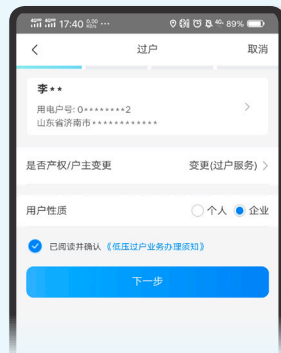 17:40 ··· 89%
过户 取消
李**
用电户号: 0********2
山东省济南市************
是否产权/户主变更 变更(过户服务)
用户性质 个人 企业
已阅读并确认《低压过户业务办理须知》
下一步